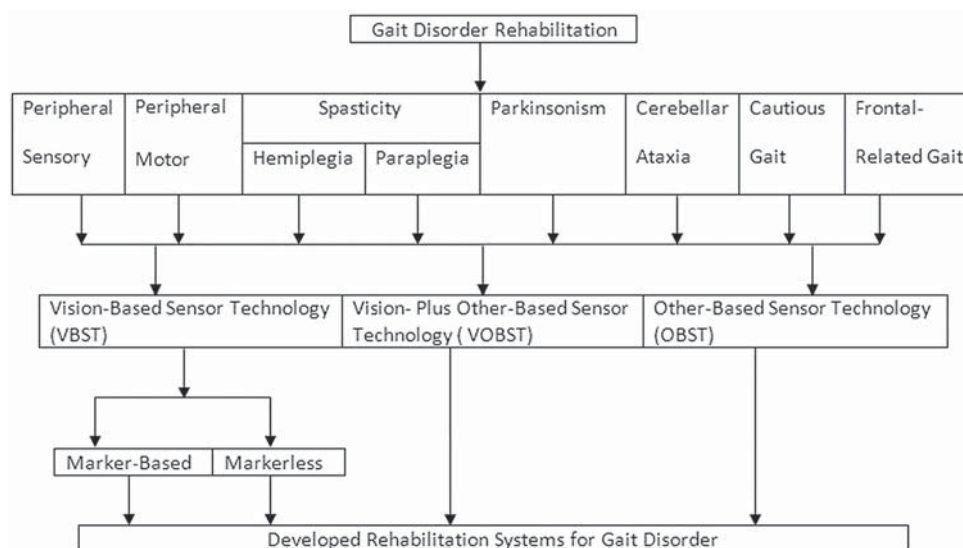 Gait Disorder Rehabilitation
Peripheral
Sensory
Peripheral
Motor
Spasticity
Hemiplegia
Paraplegia
Parkinsonism
Cerebellar
Ataxia
Cautious
Gait
Frontal-
Related Gait
Vision-Based Sensor Technology
(VBST)
Vision- Plus Other-Based Sensor
Technology ( VOBST)
Other-Based Sensor Technology
(OBST)
Marker-Based
Markerless
Developed Rehabilitation Systems for Gait Disorder